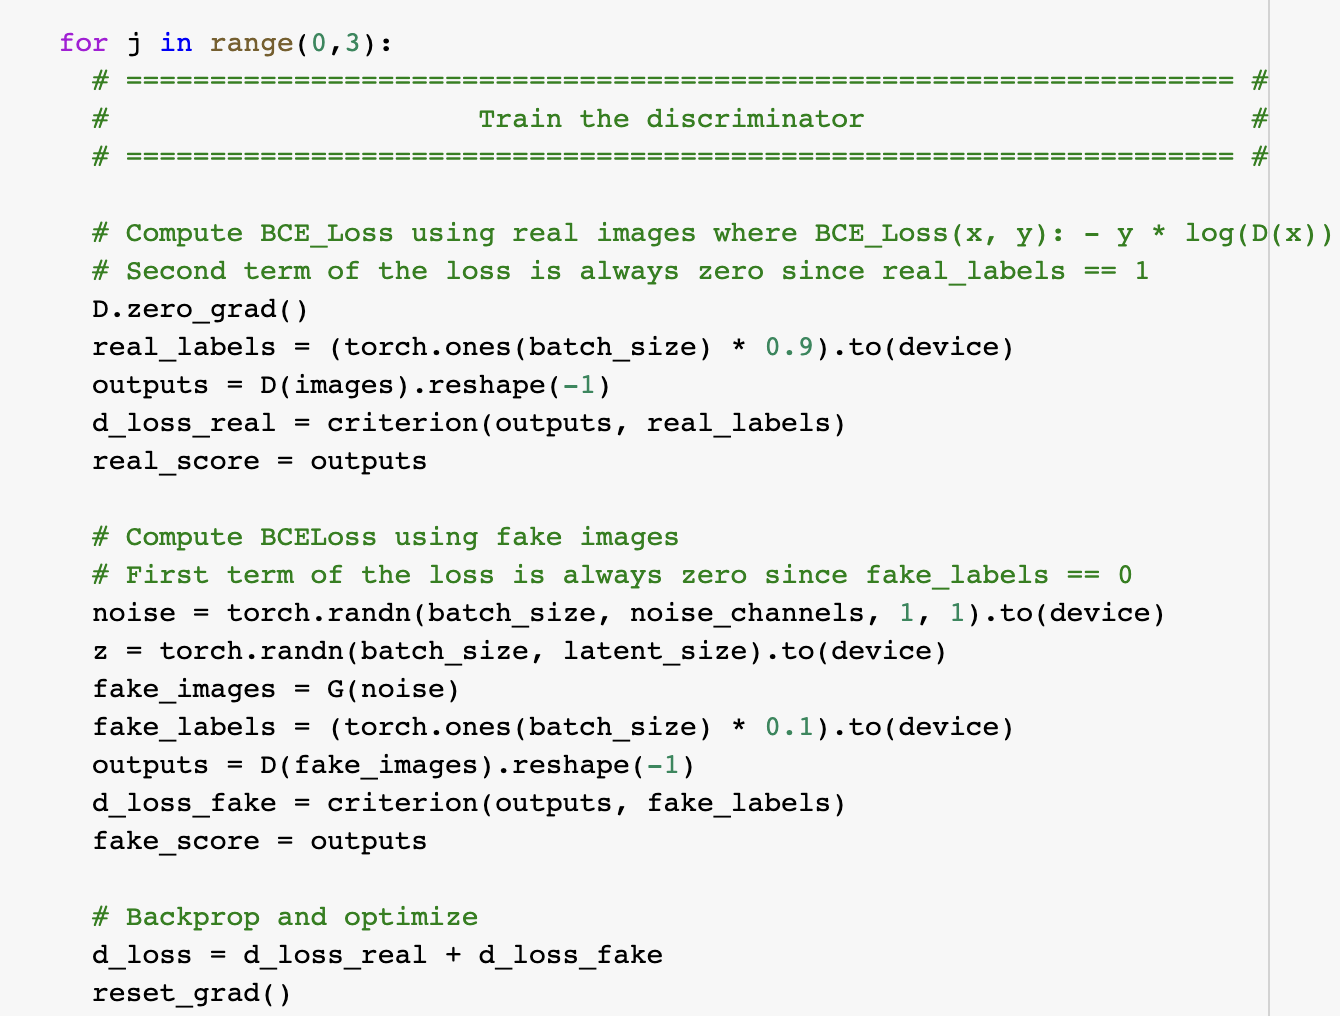 for j in range(0,3):
# ================================================================== #
# Train the discriminator #
# ================================================================== #
# Compute BCE_Loss using real images where BCE_Loss(x, y): - y * log(D(x))
# Second term of the loss is always zero since real_labels == 1
D.zero_grad()
real_labels = (torch.ones(batch_size) * 0.9).to(device)
outputs = D(images).reshape(-1)
d_loss_real = criterion(outputs, real_labels)
real_score = outputs
# Compute BCELoss using fake images
# First term of the loss is always zero since fake_labels == 0
noise = torch.randn(batch_size, noise_channels, 1, 1).to(device)
z = torch.randn(batch_size, latent_size).to(device)
fake_images = G(noise)
fake_labels = (torch.ones(batch_size) * 0.1).to(device)
outputs = D(fake_images).reshape(-1)
d_loss_fake = criterion(outputs, fake_labels)
fake_score = outputs
# Backprop and optimize
d_loss = d_loss_real + d_loss_fake
reset_grad()